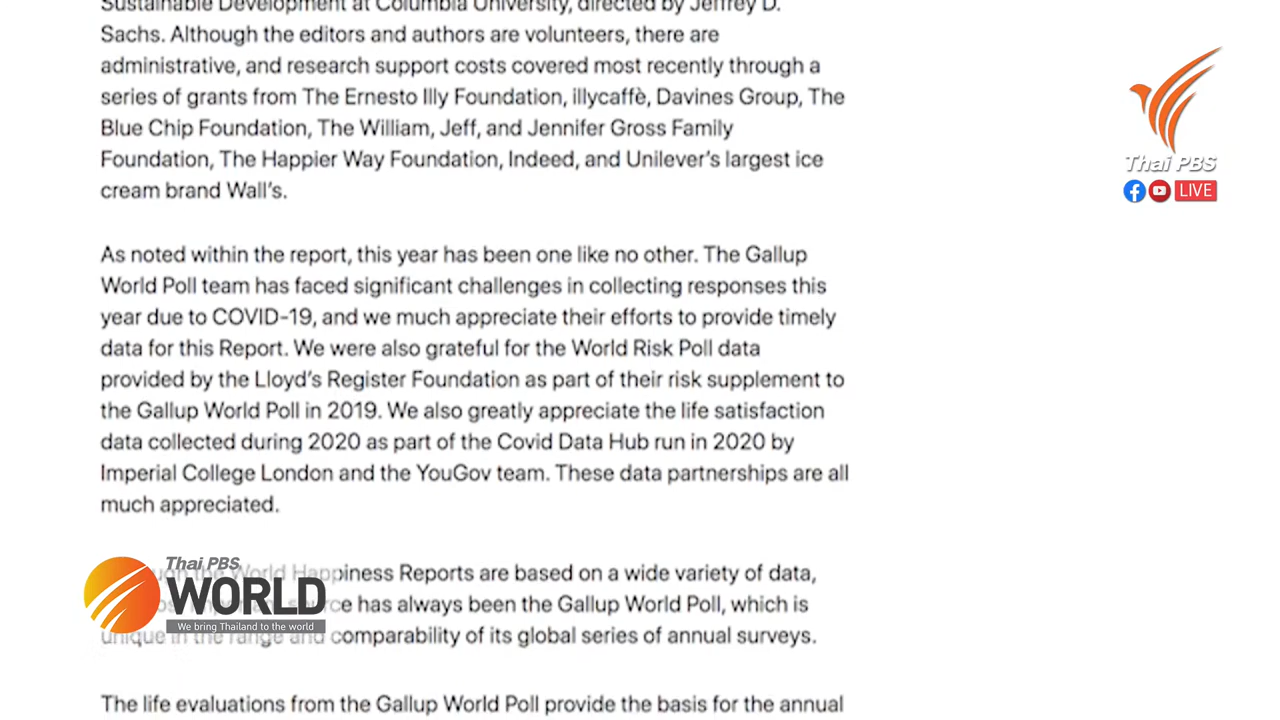 Sustainable Development at Columbia University, directed by Jeffrey D.
Sachs. Although the editors and authors are volunteers, there are
administrative, and research support costs covered most recently through a
series of grants from The Ernesto Illy Foundation, illycaffè, Davines Group, The
Blue Chip Foundation, The William, Jeff, and Jennifer Gross Family
Foundation, The Happier Way Foundation, Indeed, and Unilever's largest ice
cream brand Wall's.
Thai PBS
LIVE
As noted within the report, this year has been one like no other. The Gallup
World Poll team has faced significant challenges in collecting responses this
year due to COVID-19, and we much appreciate their efforts to provide timely
data for this Report. We were also grateful for the World Risk Poll data
provided by the Lloyd's Register Foundation as part of their risk supplement to
the Gallup World Poll in 2019. We also greatly appreciate the life satisfaction
data collected during 2020 as part of the Covid Data Hub run in 2020 by
Imperial College London and the YouGov team. These data partnerships are all
much appreciated.
the World Happiness Reports are based on a wide variety of data,
has always been the Gallup World Poll, which is
unique in the range and comparability of its global series of annual surveys.
Thai PBS
WORLD
We bring Thailand to the world
The life evaluations from the Gallup World Poll provide the basis for the annual